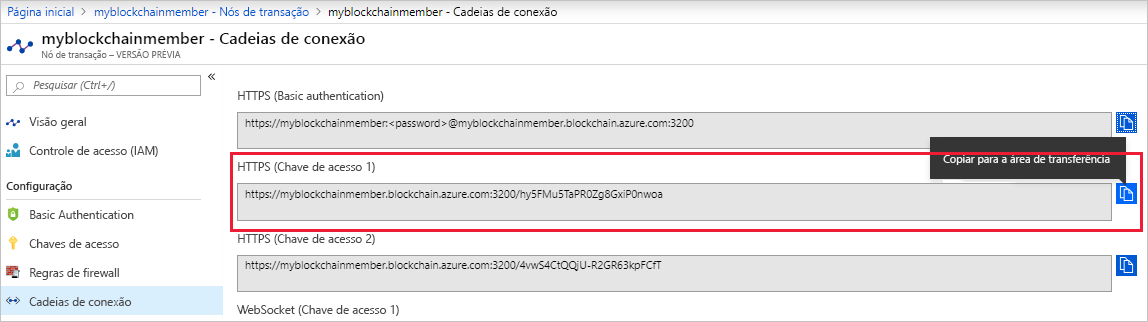 Página inicial > myblockchainmember - Nós de transação > myblockchainmember - Cadeias de conexão
myblockchainmember - Cadeias de conexão
Nó de transação – VERSÃO PRÉVIA
Pesquisar (Ctrl+/)
«
Visão geral
Controle de acesso (IAM)
Configuração
Basic Authentication
Chaves de acesso
Regras de firewall
Cadeias de conexão
HTTPS (Basic authentication)
https://myblockchainmember:<password>@myblockchainmember.blockchain.azure.com:3200
Copiar para a área de transferência
HTTPS (Chave de acesso 1)
https://myblockchainmember.blockchain.azure.com:3200/hy5FMu5TaPR0Zg8GxiP0nwoa
HTTPS (Chave de acesso 2)
https://myblockchainmember.blockchain.azure.com:3200/4vwS4CtQQjU-R2GR63kpFCfT
WebSocket (Chave de acesso 1)